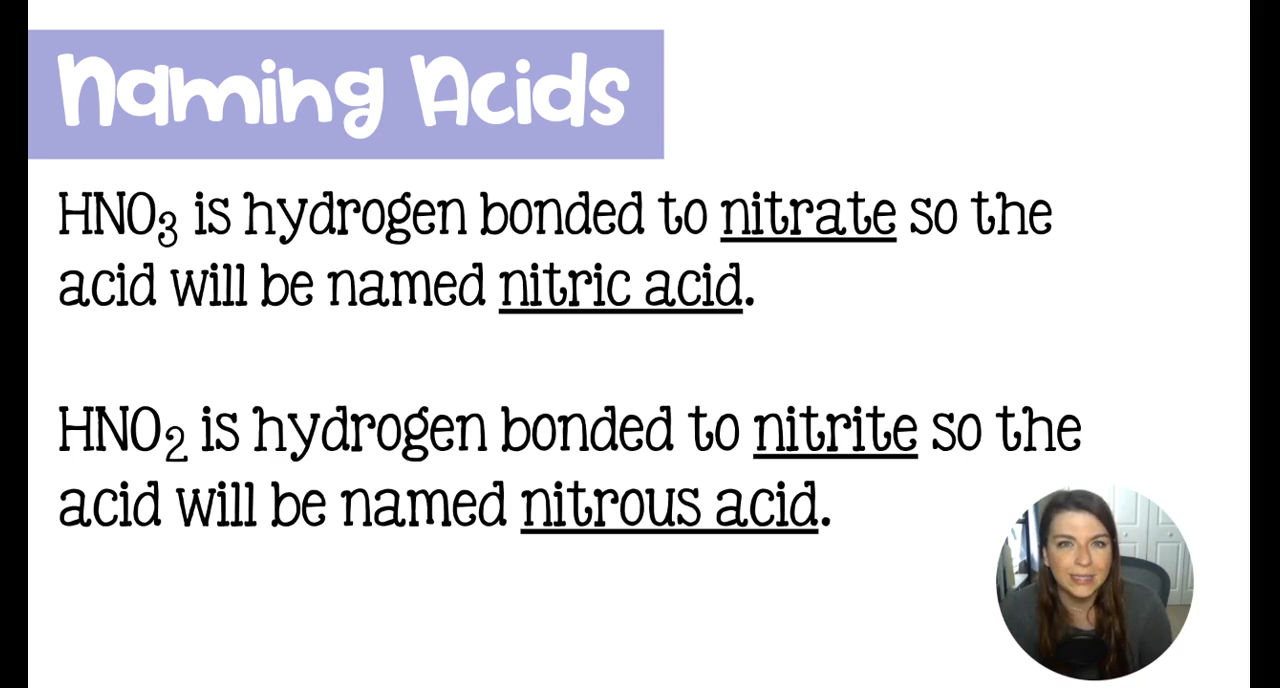 Naming Acids
HNO₃ is hydrogen bonded to nitrate so the
acid will be named nitric acid.
HNO₂ is hydrogen bonded to nitrite so the
acid will be named nitrous acid.